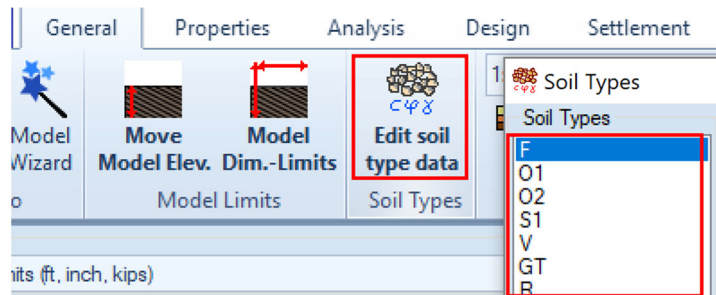 General Properties Analysis Design Settlement
Model Wizard
Move Model Elev.
Model Dim.-Limits
Edit soil type data
cφγ
Model Limits
Soil Types
Soil Types
Soil Types
F
O1
O2
S1
V
GT
R
(ft, inch, kips)